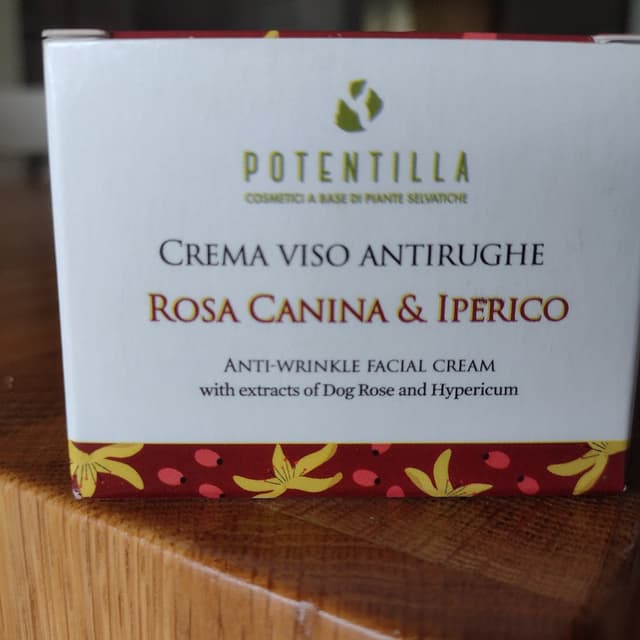 POTENTILLA
COSMETICI A BASE DI PIANTE SELVATICHE
CREMA VISO ANTIRUGHE
ROSA CANINA & IPERICO
ANTI-WRINKLE FACIAL CREAM
with extracts of Dog Rose and Hypericum